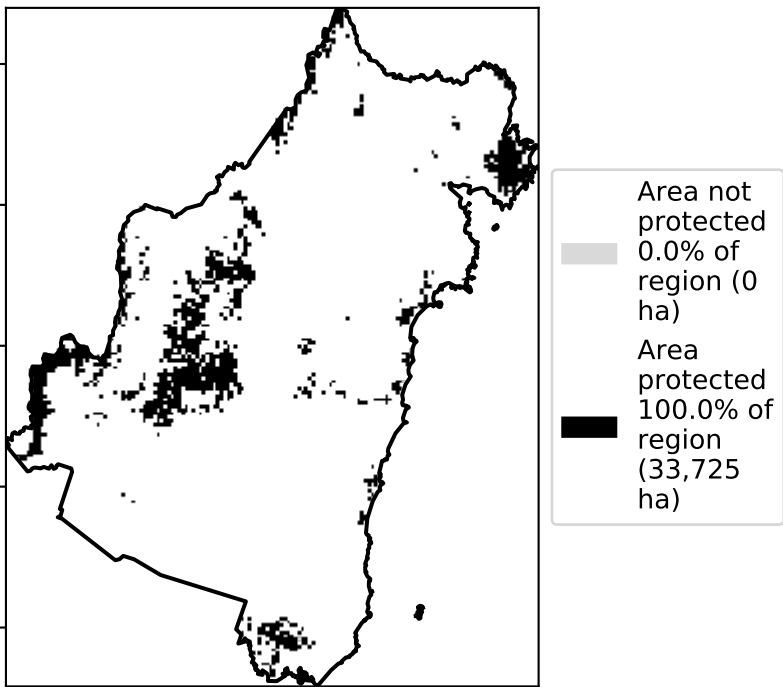 Area not
protected
0.0% of
region (0
ha)
Area
protected
100.0% of
region
(33,725
ha)